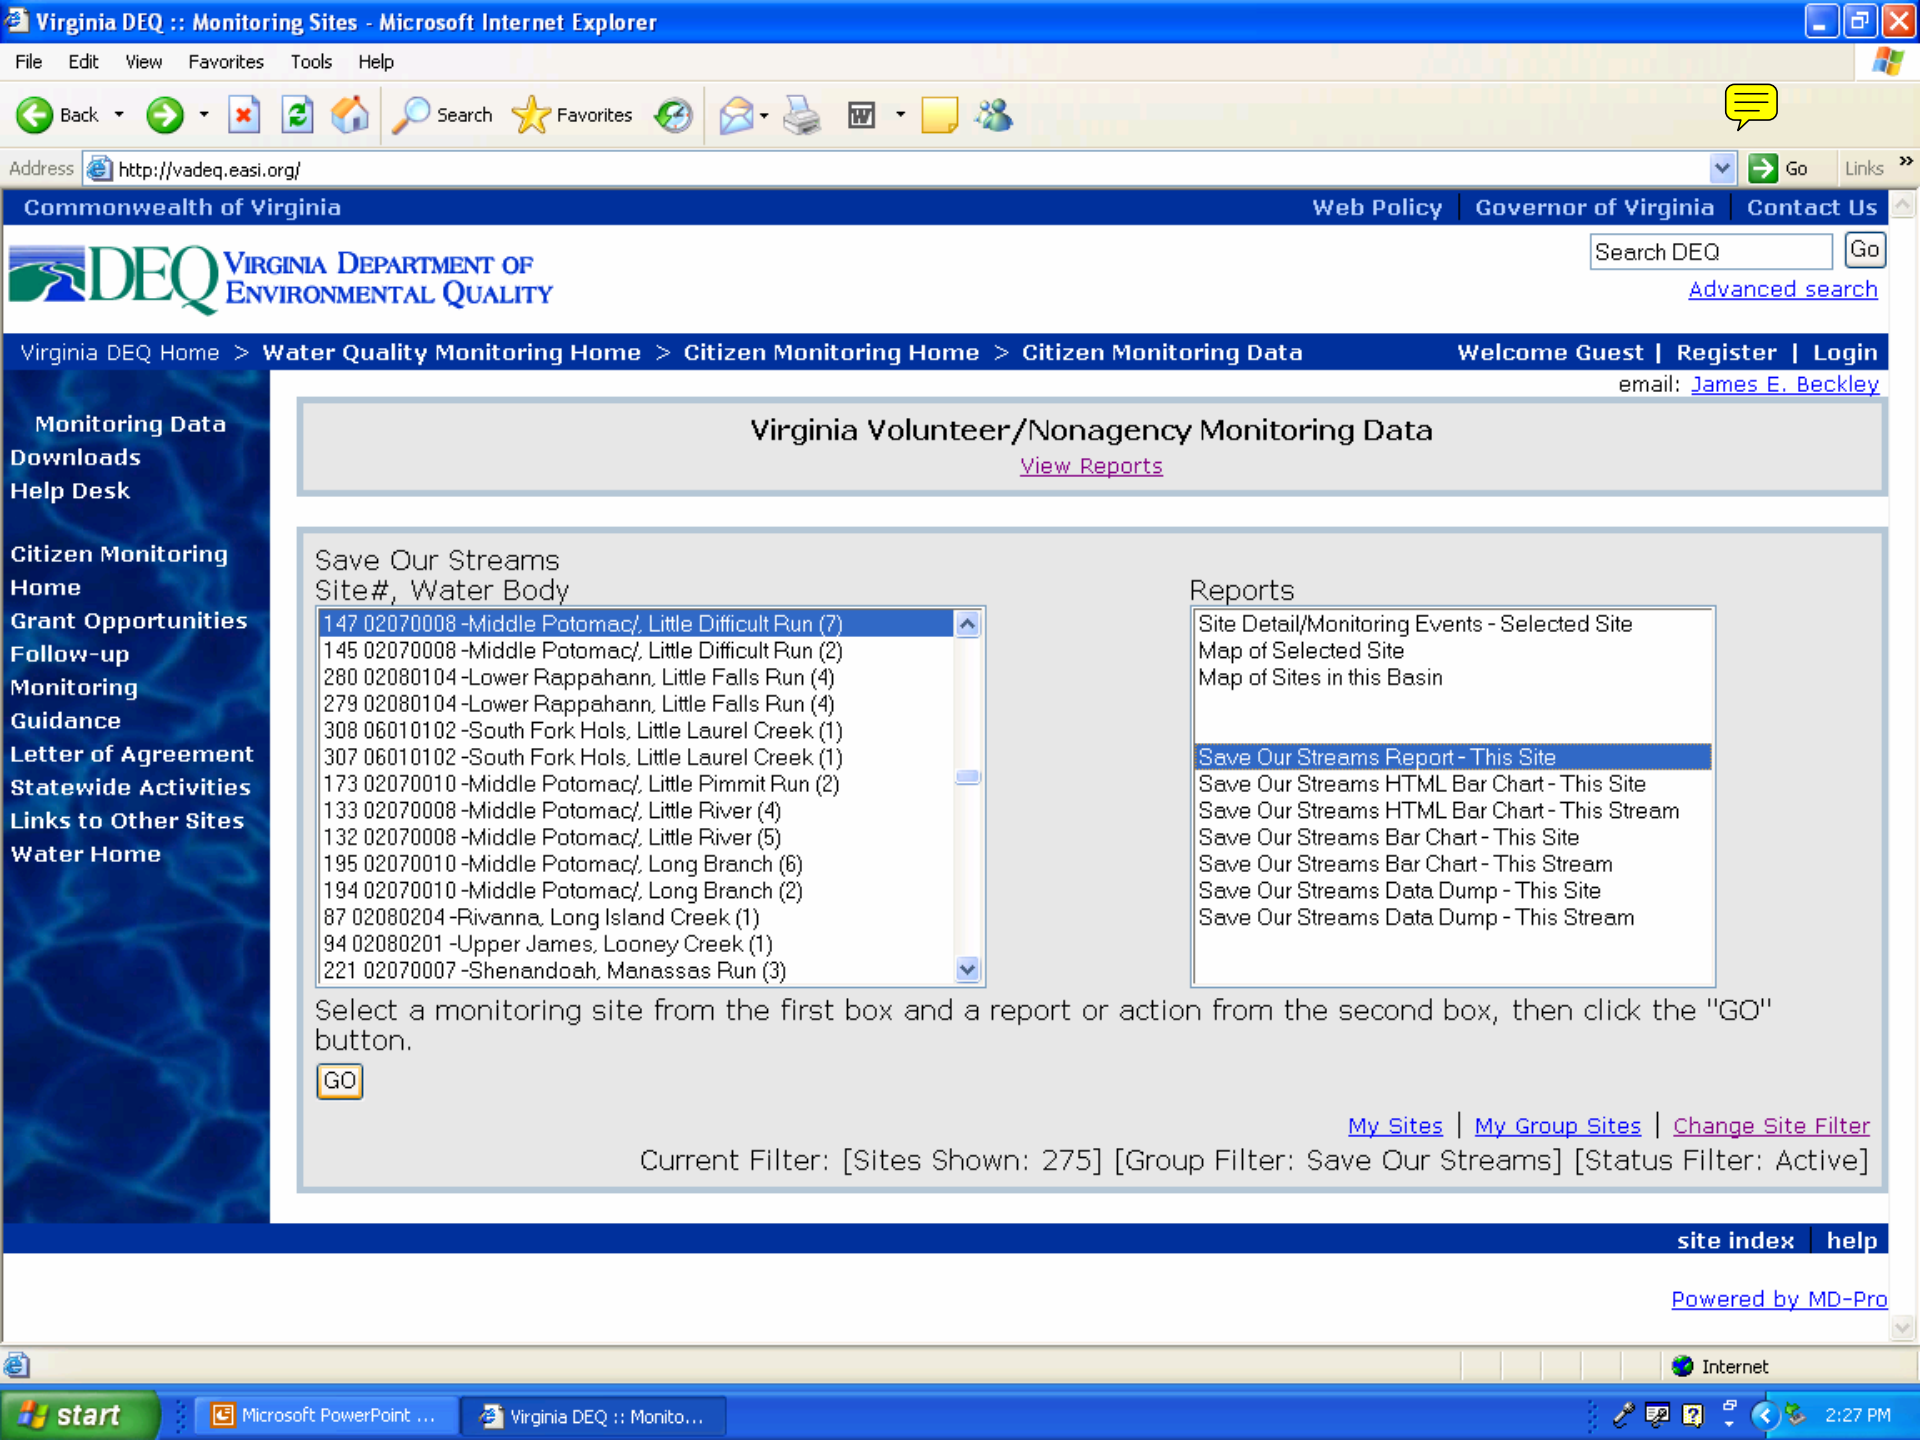 Virginia DEQ :: Monitoring Sites - Microsoft Internet Explorer
File Edit View Favorites Tools Help
Back Search Favorites
Address http://vadeq.easi.org/ Go Links »
Commonwealth of Virginia Web Policy Governor of Virginia Contact Us
DEQ VIRGINIA DEPARTMENT OF
ENVIRONMENTAL QUALITY
Search DEQ Go
Advanced search
Virginia DEQ Home > Water Quality Monitoring Home > Citizen Monitoring Home > Citizen Monitoring Data Welcome Guest | Register | Login
email: James E. Beckley
Monitoring Data
Downloads
Help Desk
Citizen Monitoring
Home
Grant Opportunities
Follow-up
Monitoring
Guidance
Letter of Agreement
Statewide Activities
Links to Other Sites
Water Home
Virginia Volunteer/Nonagency Monitoring Data
View Reports
Save Our Streams
Site#, Water Body
147 02070008 -Middle Potomac/, Little Difficult Run (7)
145 02070008 -Middle Potomac/, Little Difficult Run (2)
280 02080104 -Lower Rappahann, Little Falls Run (4)
279 02080104 -Lower Rappahann, Little Falls Run (4)
308 06010102 -South Fork Hols, Little Laurel Creek (1)
307 06010102 -South Fork Hols, Little Laurel Creek (1)
173 02070010 -Middle Potomac/, Little Pimmit Run (2)
133 02070008 -Middle Potomac/, Little River (4)
132 02070008 -Middle Potomac/, Little River (5)
195 02070010 -Middle Potomac/, Long Branch (6)
194 02070010 -Middle Potomac/, Long Branch (2)
87 02080204 -Rivanna, Long Island Creek (1)
94 02080201 -Upper James, Looney Creek (1)
221 02070007 -Shenandoah, Manassas Run (3)
Reports
Site Detail/Monitoring Events - Selected Site
Map of Selected Site
Map of Sites in this Basin
Save Our Streams Report - This Site
Save Our Streams HTML Bar Chart - This Site
Save Our Streams HTML Bar Chart - This Stream
Save Our Streams Bar Chart - This Site
Save Our Streams Bar Chart - This Stream
Save Our Streams Data Dump - This Site
Save Our Streams Data Dump - This Stream
Select a monitoring site from the first box and a report or action from the second box, then click the "GO"
button.
GO
My Sites | My Group Sites | Change Site Filter
Current Filter: [Sites Shown: 275] [Group Filter: Save Our Streams] [Status Filter: Active]
site index help
Powered by MD-Pro
Internet
start Microsoft PowerPoint ... Virginia DEQ :: Monito... 2:27 PM